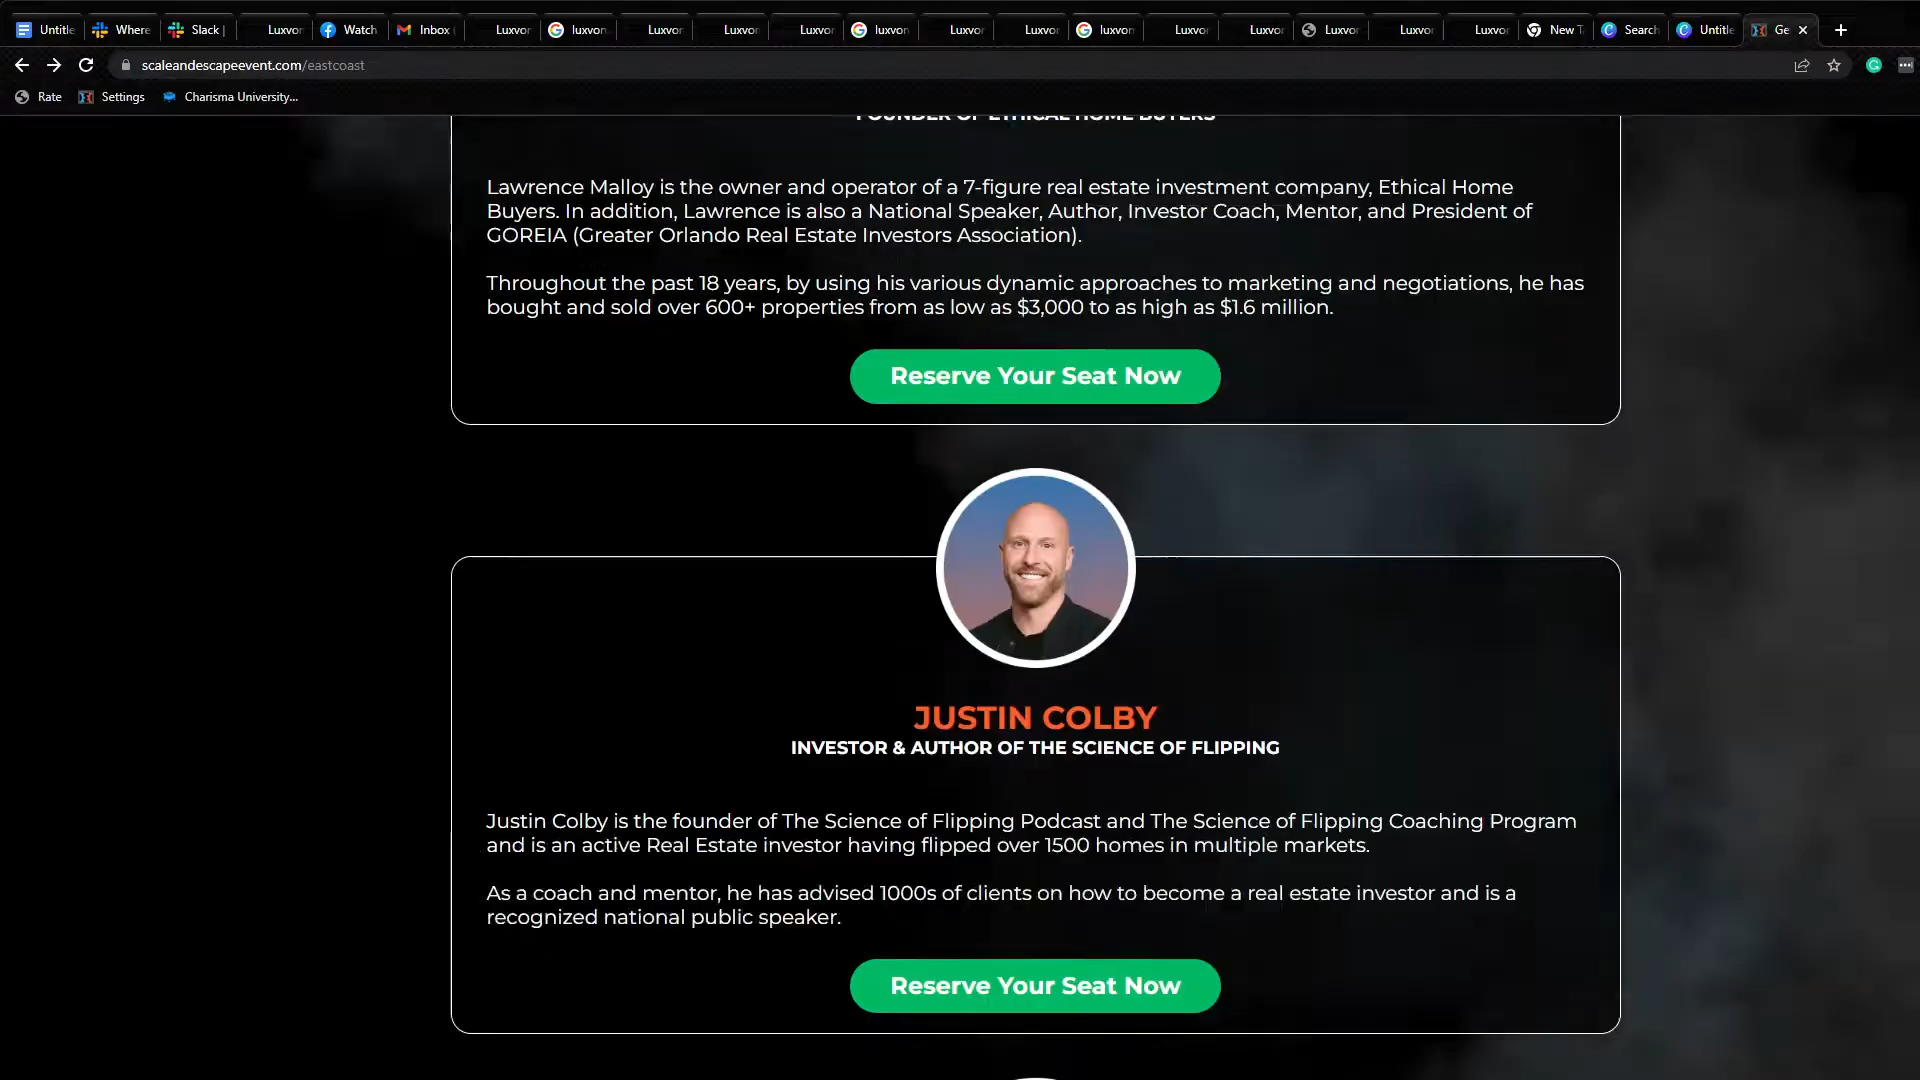 Untitle
Where
Slack |
Luxvor
Watch
Inbox
Luxvor
luxvon
Luxvor
Luxvor
Luxvor
luxvon
Luxvor
Luxvor
luxvon
Luxvor
Luxvor
Luxvor
Luxvor
Luxvor
New T
Search
Untitle
Ge
scaleandescapeevent.com/eastcoast
Rate
Settings
Charisma University...
FOUNDER OF ETHICAL HOME BUYERS
Lawrence Malloy is the owner and operator of a 7-figure real estate investment company, Ethical Home
Buyers. In addition, Lawrence is also a National Speaker, Author, Investor Coach, Mentor, and President of
GOREIA (Greater Orlando Real Estate Investors Association).
Throughout the past 18 years, by using his various dynamic approaches to marketing and negotiations, he has
bought and sold over 600+ properties from as low as $3,000 to as high as $1.6 million.
Reserve Your Seat Now
JUSTIN COLBY
INVESTOR & AUTHOR OF THE SCIENCE OF FLIPPING
Justin Colby is the founder of The Science of Flipping Podcast and The Science of Flipping Coaching Program
and is an active Real Estate investor having flipped over 1500 homes in multiple markets.
As a coach and mentor, he has advised 1000s of clients on how to become a real estate investor and is a
recognized national public speaker.
Reserve Your Seat Now